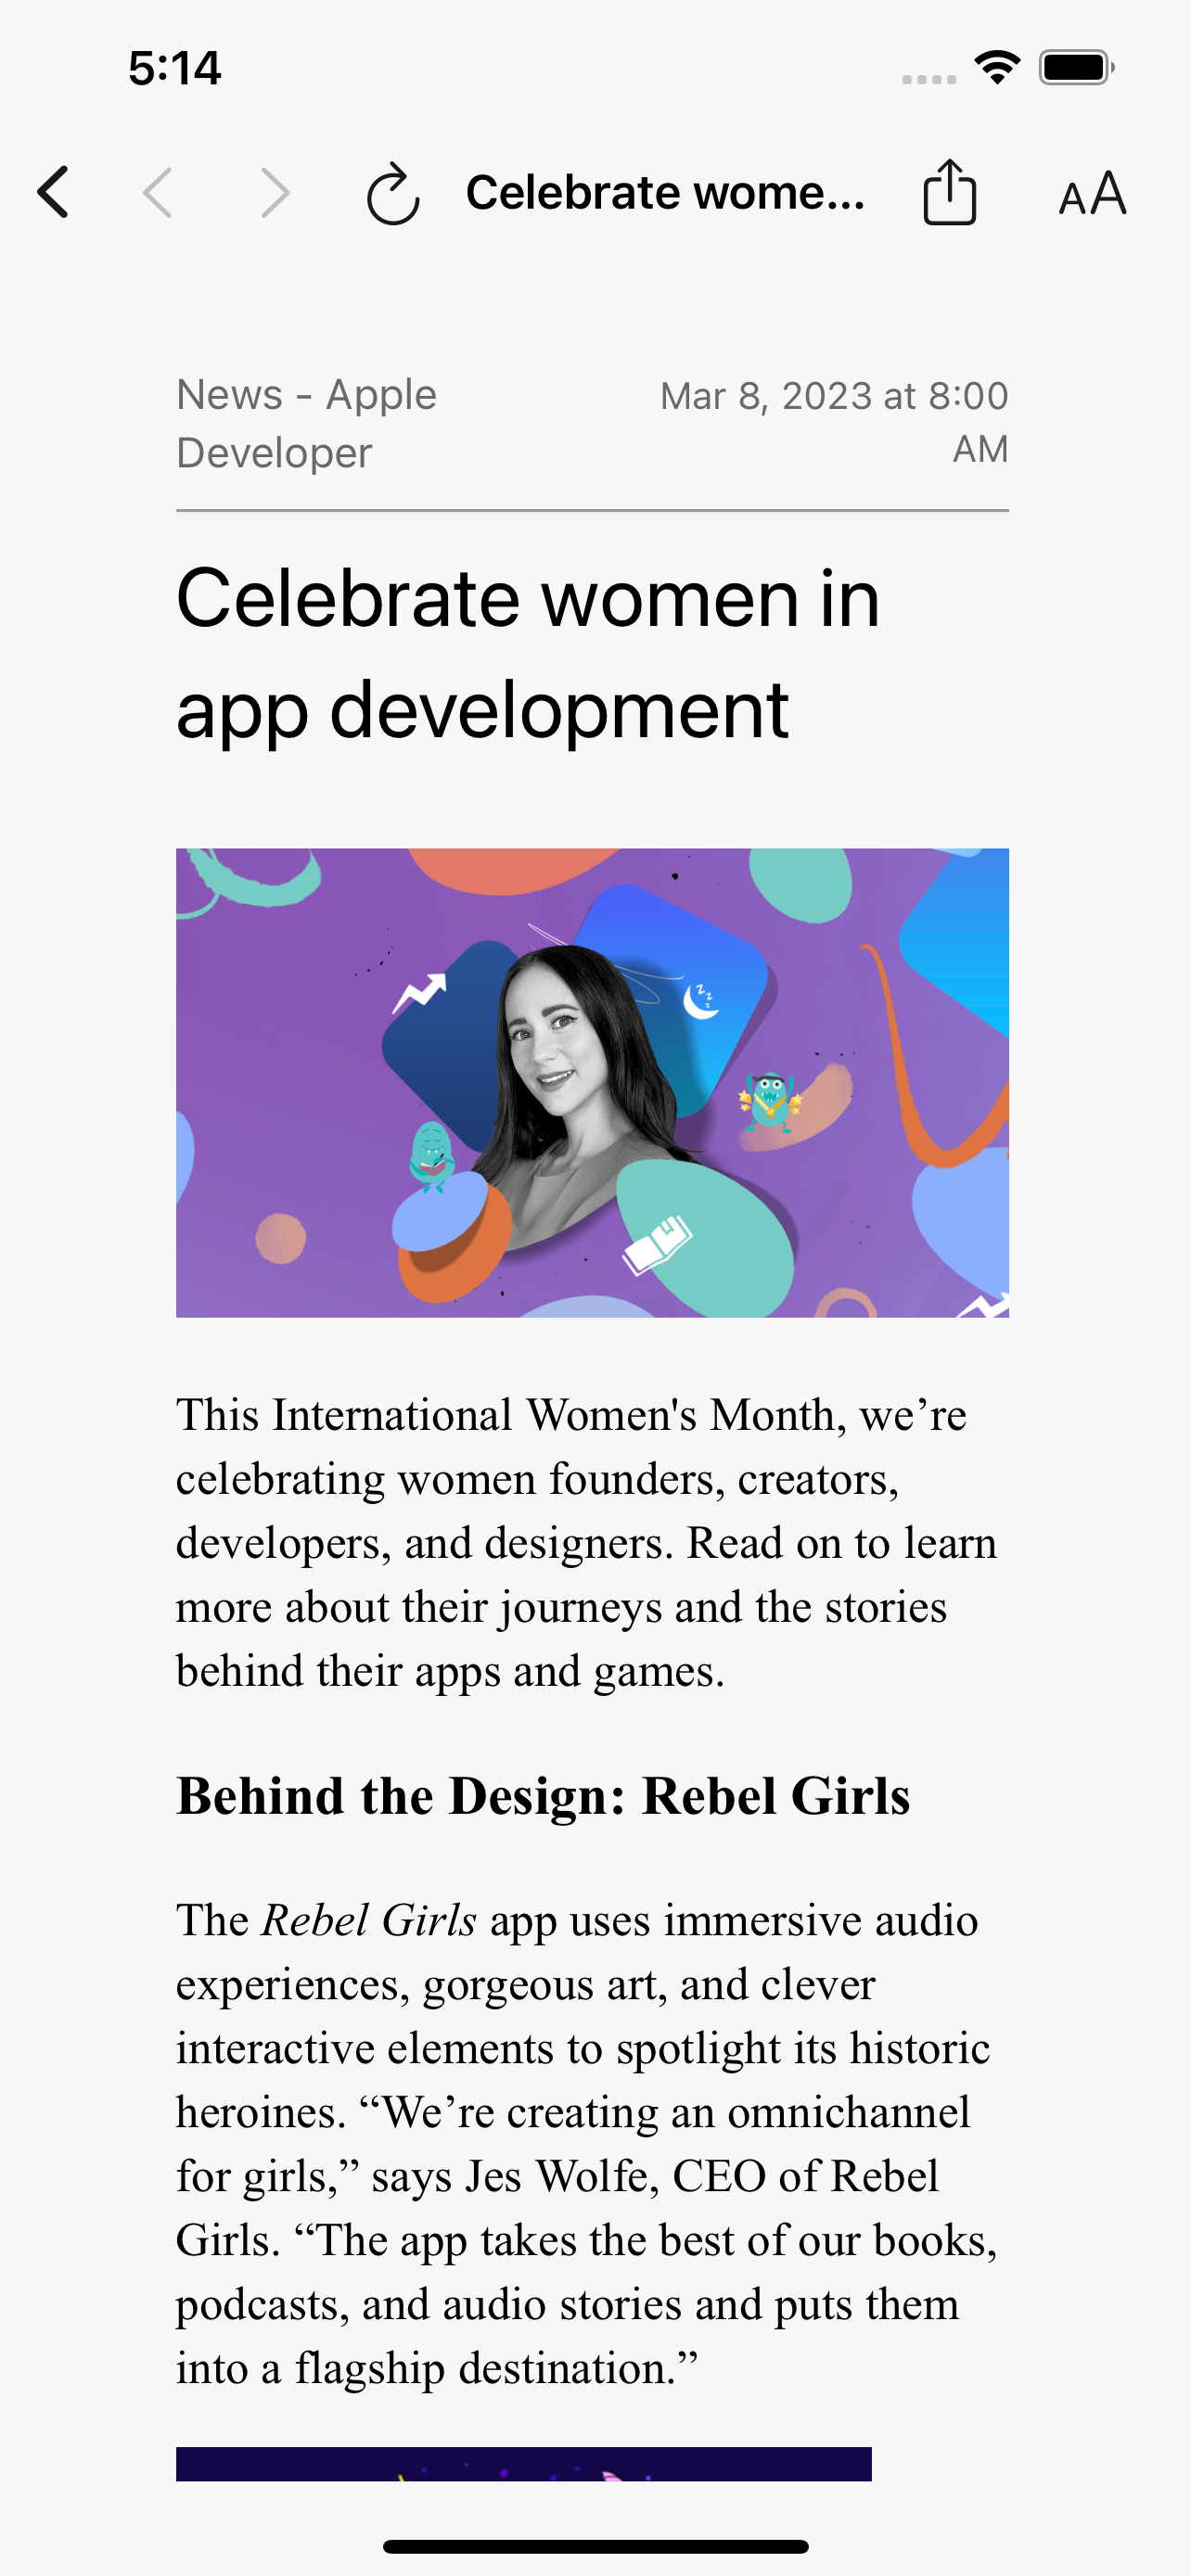 5:14
Celebrate wome...
AA
News - Apple
Developer
Mar 8, 2023 at 8:00
AM
Celebrate women in
app development
z z z
This International Women's Month, we’re
celebrating women founders, creators,
developers, and designers. Read on to learn
more about their journeys and the stories
behind their apps and games.
Behind the Design: Rebel Girls
The Rebel Girls app uses immersive audio
experiences, gorgeous art, and clever
interactive elements to spotlight its historic
heroines. “We’re creating an omnichannel
for girls,” says Jes Wolfe, CEO of Rebel
Girls. “The app takes the best of our books,
podcasts, and audio stories and puts them
into a flagship destination.”